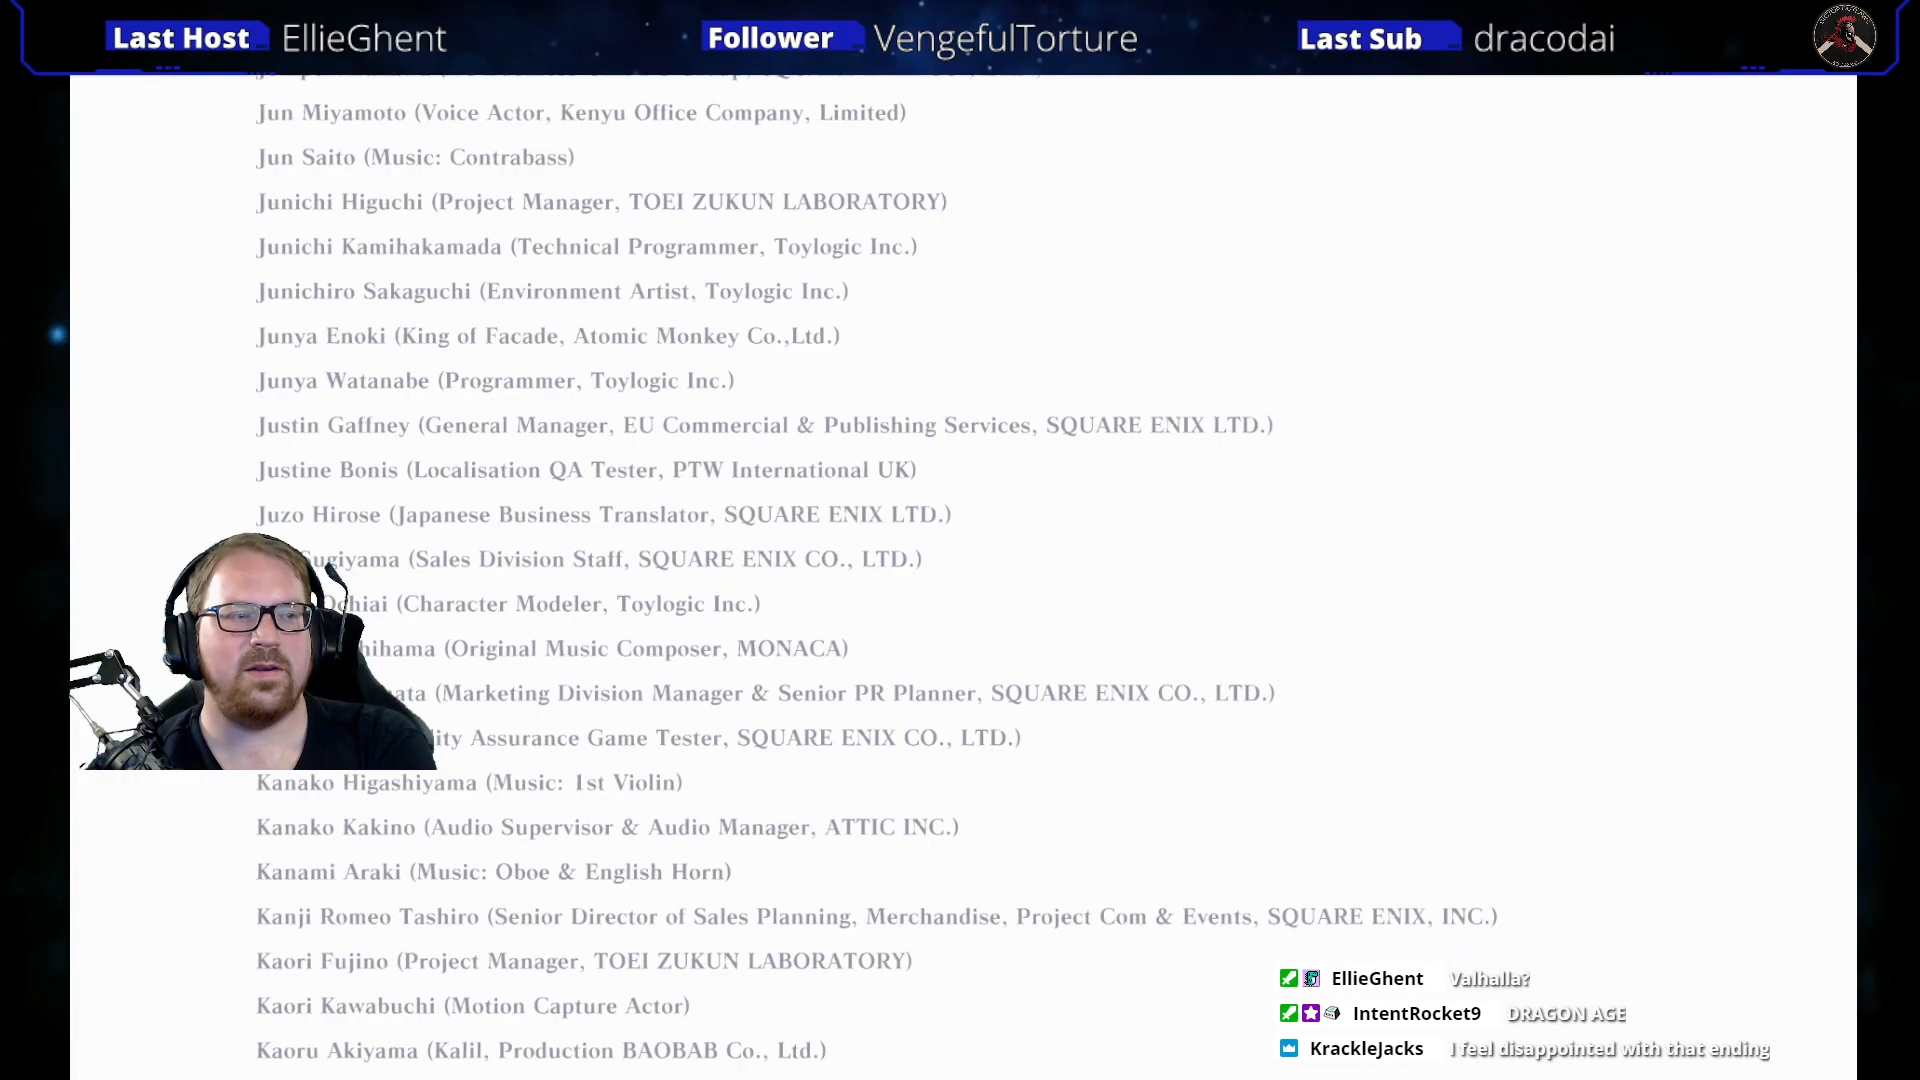 Last Host EllieGhent Follower VengefulTorture Last Sub dracodai
Jun Miyamoto (Voice Actor, Kenyu Office Company, Limited)
Jun Saito (Music: Contrabass)
Junichi Higuchi (Project Manager, TOEI ZUKUN LABORATORY)
Junichi Kamihakamada (Technical Programmer, Toylogic Inc.)
Junichiro Sakaguchi (Environment Artist, Toylogic Inc.)
Junya Enoki (King of Facade, Atomic Monkey Co.,Ltd.)
Junya Watanabe (Programmer, Toylogic Inc.)
Justin Gaffney (General Manager, EU Commercial & Publishing Services, SQUARE ENIX LTD.)
Justine Bonis (Localisation QA Tester, PTW International UK)
Juzo Hirose (Japanese Business Translator, SQUARE ENIX LTD.)
Sugiyama (Sales Division Staff, SQUARE ENIX CO., LTD.)
Ochiai (Character Modeler, Toylogic Inc.)
hihama (Original Music Composer, MONACA)
ata (Marketing Division Manager & Senior PR Planner, SQUARE ENIX CO., LTD.)
ity Assurance Game Tester, SQUARE ENIX CO., LTD.)
Kanako Higashiyama (Music: 1st Violin)
Kanako Kakino (Audio Supervisor & Audio Manager, ATTIC INC.)
Kanami Araki (Music: Oboe & English Horn)
Kanji Romeo Tashiro (Senior Director of Sales Planning, Merchandise, Project Com & Events, SQUARE ENIX, INC.)
Kaori Fujino (Project Manager, TOEI ZUKUN LABORATORY)
Kaori Kawabuchi (Motion Capture Actor)
Kaoru Akiyama (Kalil, Production BAOBAB Co., Ltd.)
EllieGhent Valhalla?
IntentRocket9 DRAGON AGE
KrackleJacks I feel disappointed with that ending